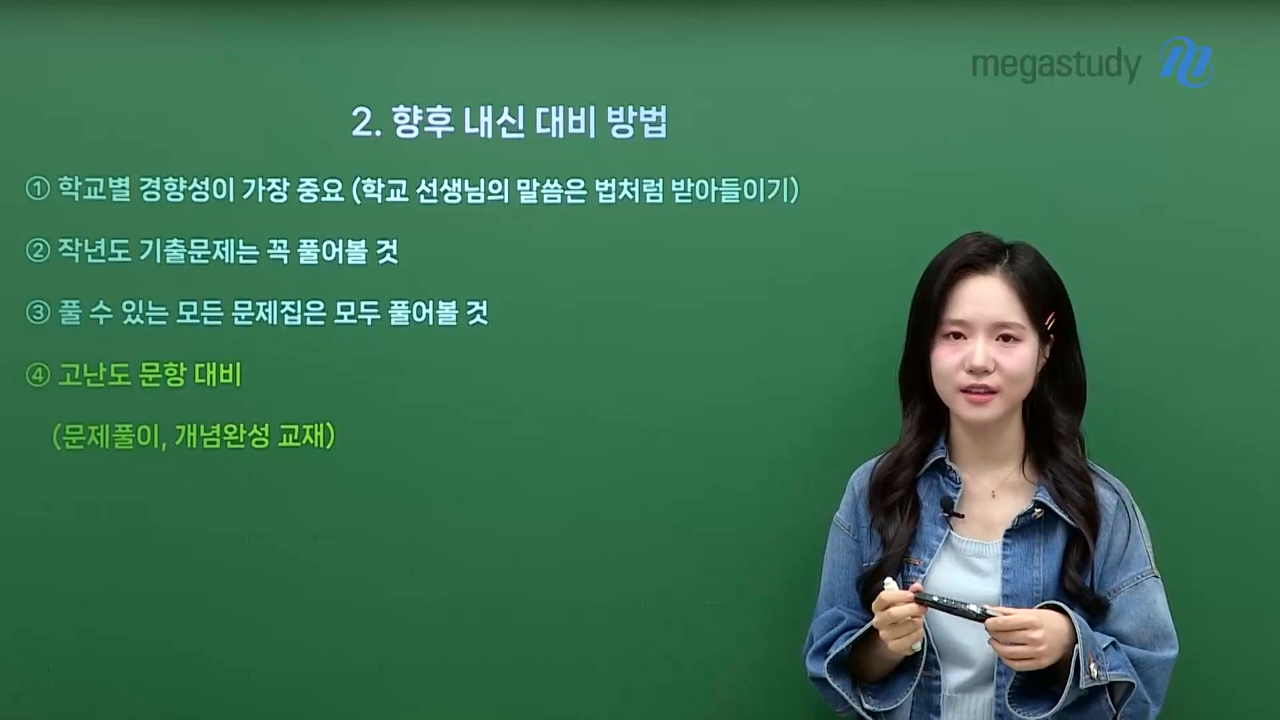 megastudy
2. 향후 내신 대비 방법
① 학교별 경향성이 가장 중요 (학교 선생님의 말씀은 법처럼 받아들이기)
② 작년도 기출문제는 꼭 풀어볼 것
③ 풀 수 있는 모든 문제집은 모두 풀어볼 것
④ 고난도 문항 대비
(문제풀이, 개념완성 교재)